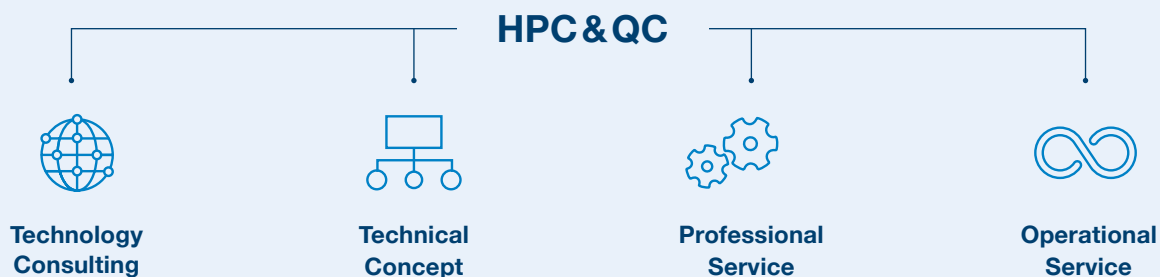 HPC & QC
Technology
Consulting
Technical
Concept
Professional
Service
Operational
Service